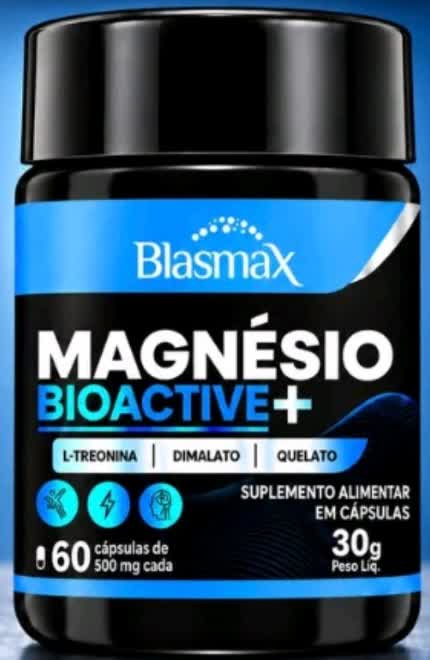 Blasmax
MAGNÉSIO
BIOACTIVE+
L-TREONINA | DIMALATO | QUELATO
SUPLEMENTO ALIMENTAR
EM CÁPSULAS
60 cápsulas de
500 mg cada
30g
Peso Líq.